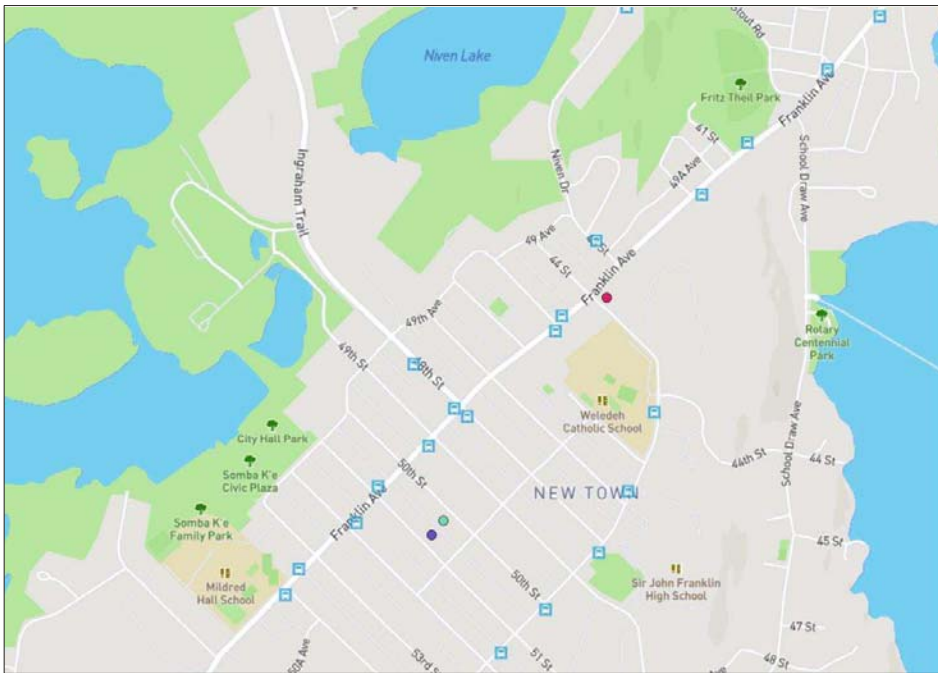 Stout Rd
Niven Lake
Fritz Theil Park
Franklin Ave
41 St
49A Ave
School Draw Ave
Niven Dr
Ingraham Trail
49 Ave
44 St
Franklin Ave
49th Ave
Rotary
Centennial
Park
49th St
48th St
Weledeh
Catholic School
School Draw Ave
City Hall Park
Somba K'e
Civic Plaza
50th St
44th St
44 St
NEW TOWN
Franklin Ave
Somba K'e
Family Park
45 St
Mildred
Hall School
50th St
Sir John Franklin
High School
47 St
50A Ave
53rd
51 St
48 St
Ave